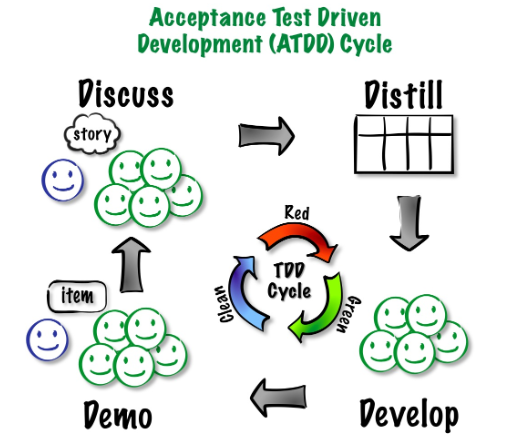 Acceptance Test Driven
Development (ATDD) Cycle
Discuss
Distill
story
Red
TDD
Cycle
Clean
Green
item
Demo
Develop